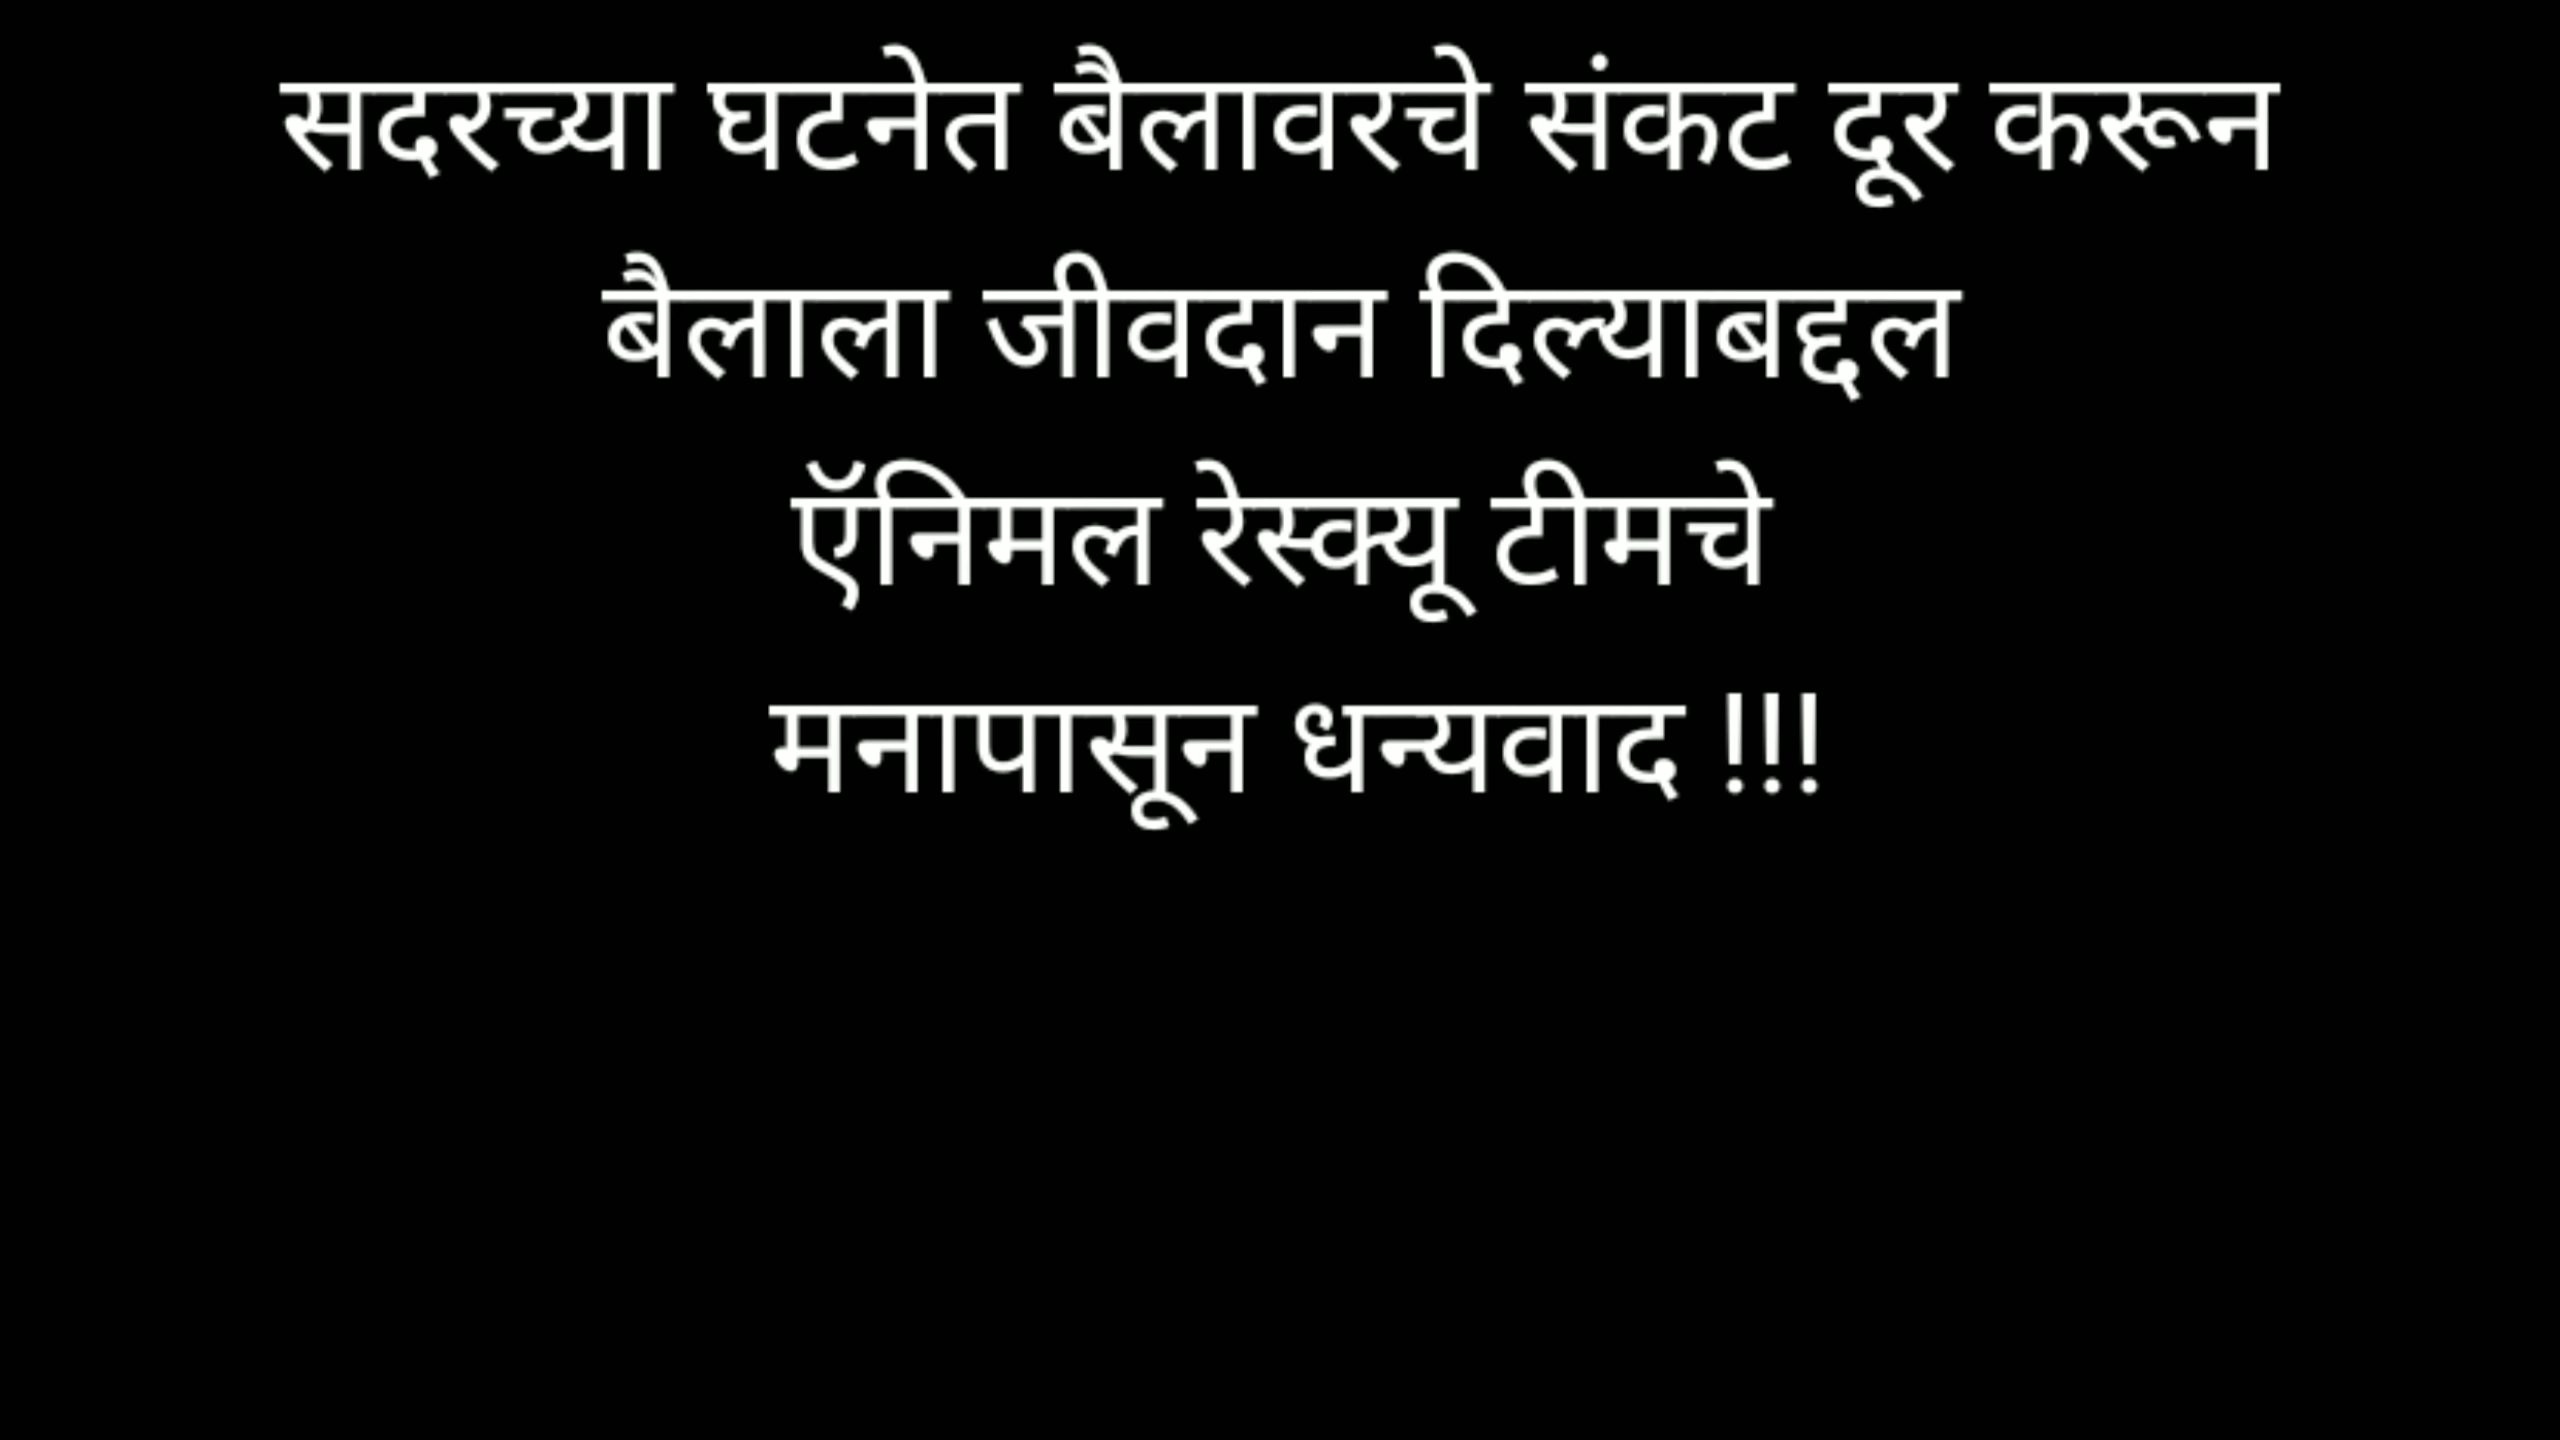 सदरच्या घटनेत बैलावरचे संकट दूर करून
बैलाला जीवदान दिल्याबद्दल
ऍनिमल रेस्क्यू टीमचे
मनापासून धन्यवाद !!!